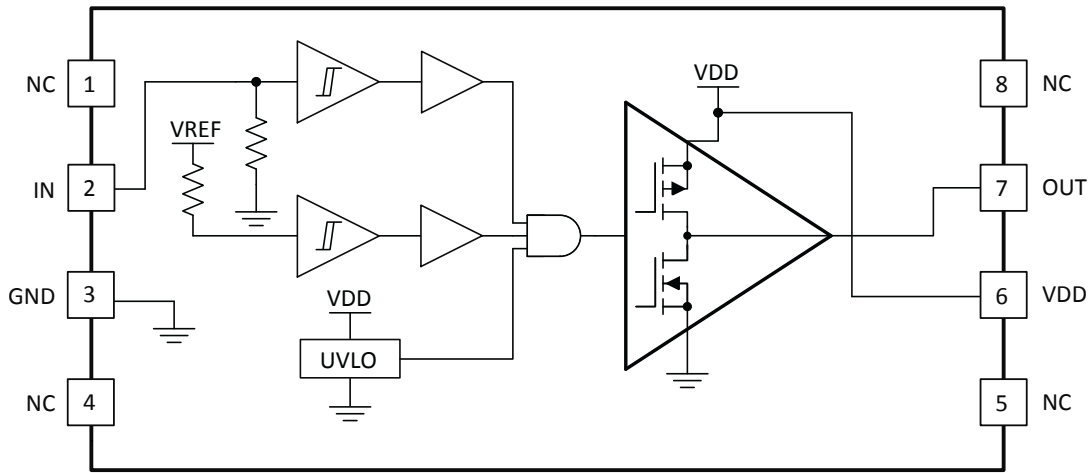 NC 1
VREF
IN 2
GND 3
VDD
UVLO
NC 4
VDD
8 NC
7 OUT
6 VDD
5 NC